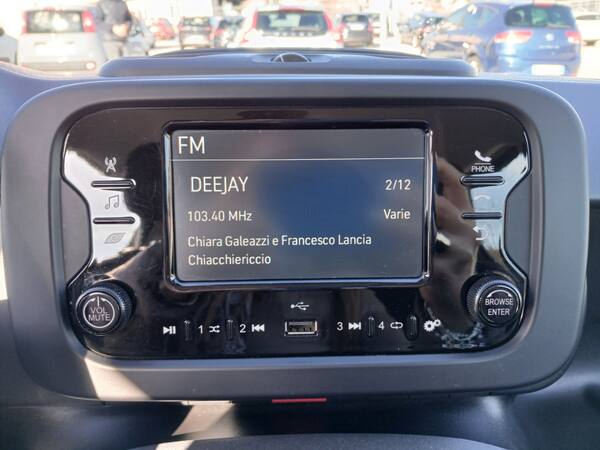 FM
DEEJAY 2/12
103.40 MHz Varie
Chiara Galeazzi e Francesco Lancia
Chiacchiericcio
PHONE
VOL
MUTE
BROWSE
ENTER
1 2 3 4